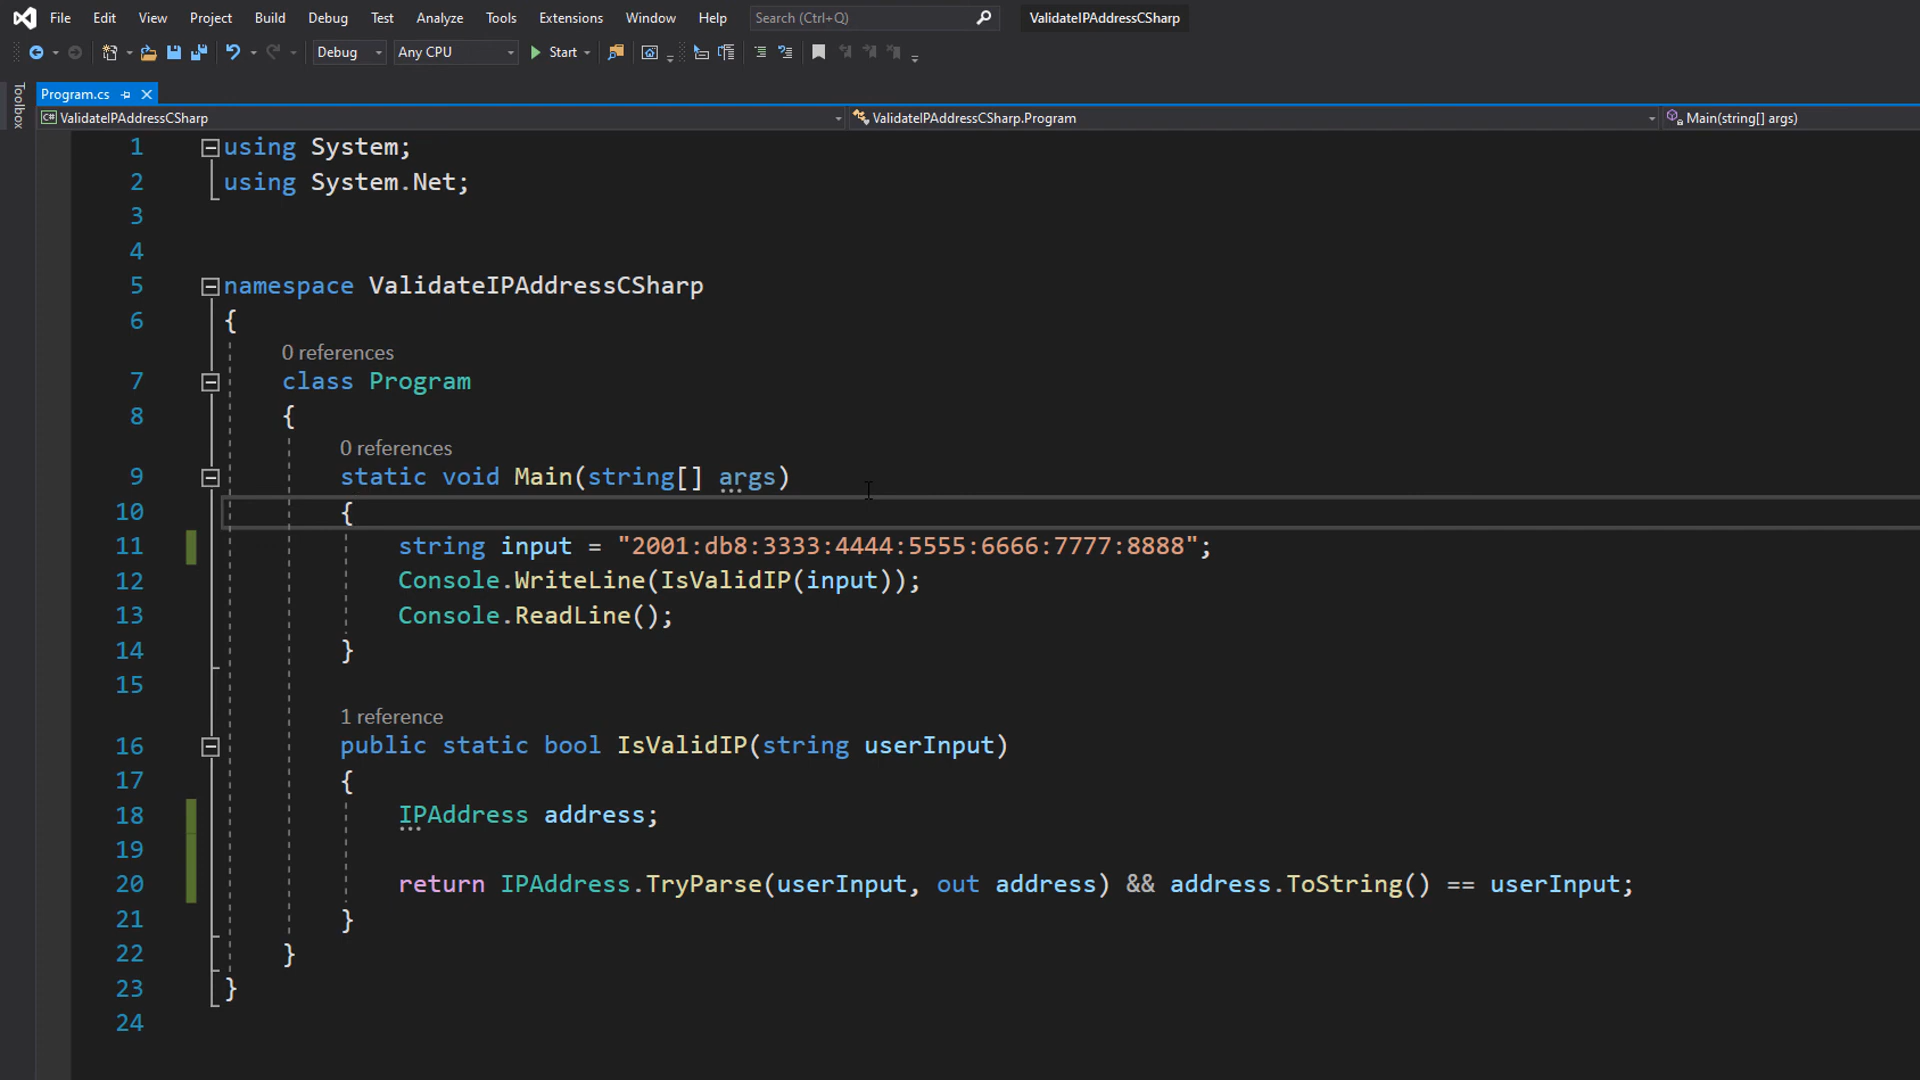 File Edit View Project Build Debug Test Analyze Tools Extensions Window Help Search (Ctrl+Q) ValidateIPAddressCSharp
Debug Any CPU Start
Toolbox
Program.cs
C# ValidateIPAddressCSharp ValidateIPAddressCSharp.Program Main(string[] args)
1 using System;
2 using System.Net;
3
4
5 namespace ValidateIPAddressCSharp
6 {
0 references
7 class Program
8 {
0 references
9 static void Main(string[] args)
10 {
11 string input = "2001:db8:3333:4444:5555:6666:7777:8888";
12 Console.WriteLine(IsValidIP(input));
13 Console.ReadLine();
14 }
15
1 reference
16 public static bool IsValidIP(string userInput)
17 {
18 IPAddress address;
19
20 return IPAddress.TryParse(userInput, out address) && address.ToString() == userInput;
21 }
22 }
23 }
24